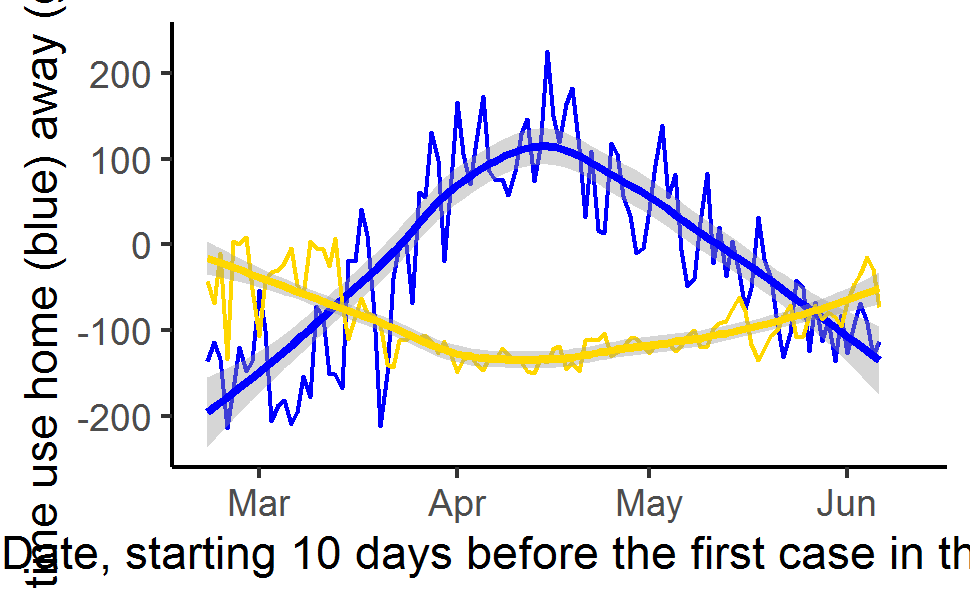 time use home (blue) away (
200
100
0
-100
-200
Mar Apr May Jun
Date, starting 10 days before the first case in th